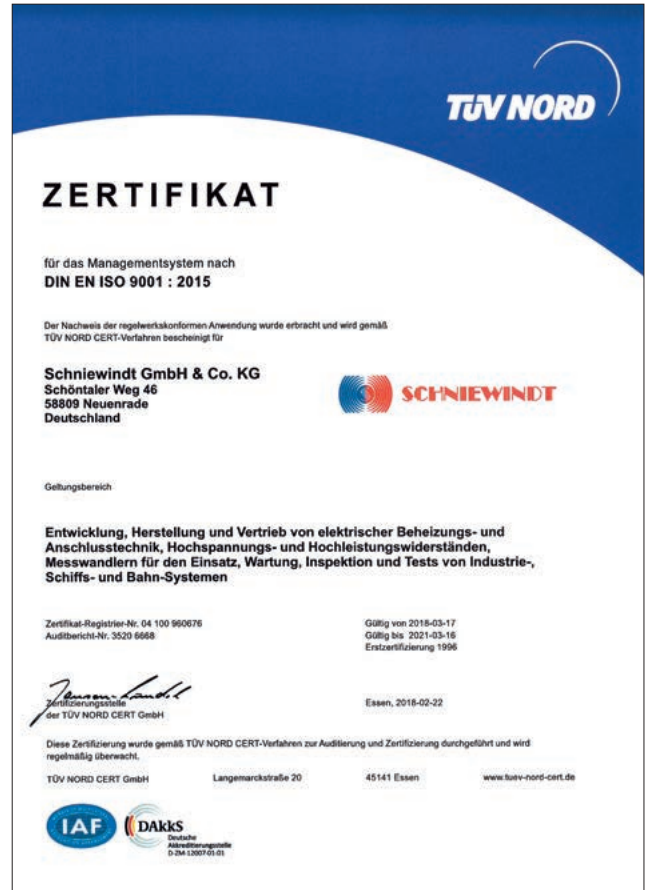 TÜV NORD
ZERTIFIKAT
für das Managementsystem nach
DIN EN ISO 9001 : 2015
Der Nachweis der regelwerkskonformen Anwendung wurde erbracht und wird gemäß
TÜV NORD CERT-Verfahren bescheinigt für
Schniewindt GmbH & Co. KG
Schöntaler Weg 46
58809 Neuenrade
Deutschland
SCHNIEWINDT
Geltungsbereich
Entwicklung, Herstellung und Vertrieb von elektrischer Beheizungs- und
Anschlusstechnik, Hochspannungs- und Hochleistungswiderständen,
Messwandlern für den Einsatz, Wartung, Inspektion und Tests von Industrie-,
Schiffs- und Bahn-Systemen
Zertifikat-Registrier-Nr. 04 100 960676
Auditbericht-Nr. 3520 6668
Gültig von 2018-03-17
Gültig bis 2021-03-16
Erstzertifizierung 1996
Zertifizierungsstelle
der TÜV NORD CERT GmbH
Essen, 2018-02-22
Diese Zertifizierung wurde gemäß TÜV NORD CERT-Verfahren zur Auditierung und Zertifizierung durchgeführt und wird
regelmäßig überwacht.
TÜV NORD CERT GmbH Langemarckstraße 20 45141 Essen www.tuev-nord-cert.de
IAF
DAkkS
Deutsche
Akkreditierungsstelle
D-ZM-12007-01-01